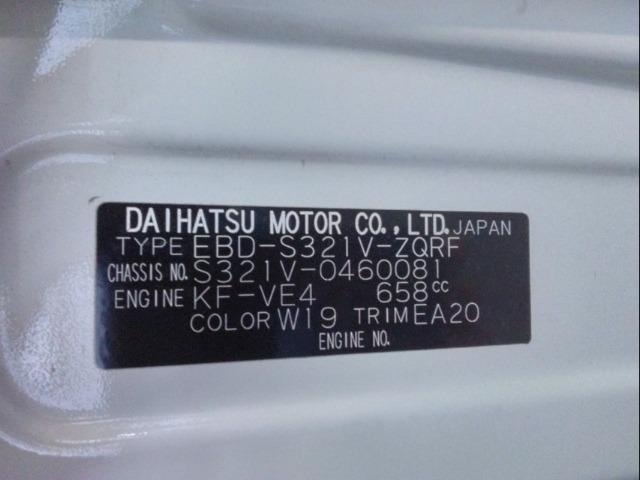 DAIHATSU MOTOR CO., LTD. JAPAN
TYPE EBD-S321V-ZQRF
CHASSIS NO. S321V-0460081
ENGINE KF-VE4 658cc
COLOR W19 TRIM EA20
ENGINE NO.